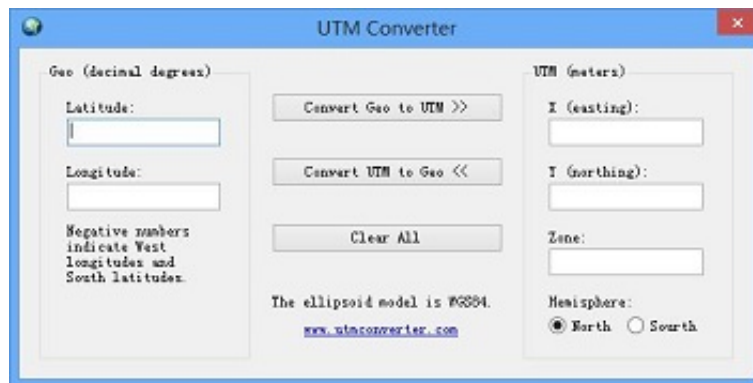 UTM Converter
Geo (decimal degrees)
Latitude:
Longitude:
Negative numbers
indicate West
longitudes and
South latitudes.
Convert Geo to UTM >>
Convert UTM to Geo <<
Clear All
The ellipsoid model is WGS84.
www.utmconverter.com
UTM (meters)
X (easting):
Y (northing):
Zone:
Hemisphere:
North Sourth